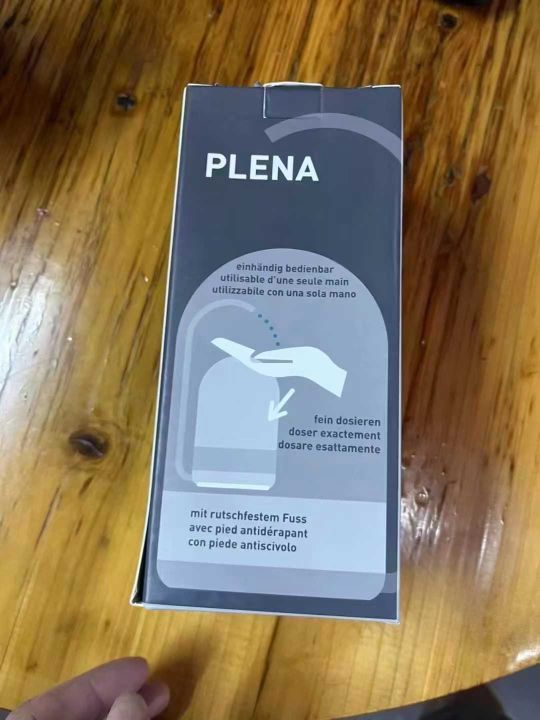 PLENA
einhändig bedienbar
utilisable d'une seule main
utilizzabile con una sola mano
fein dosieren
doser exactement
dosare esattamente
mit rutschfestem Fuss
avec pied antidérapant
con piede antiscivolo